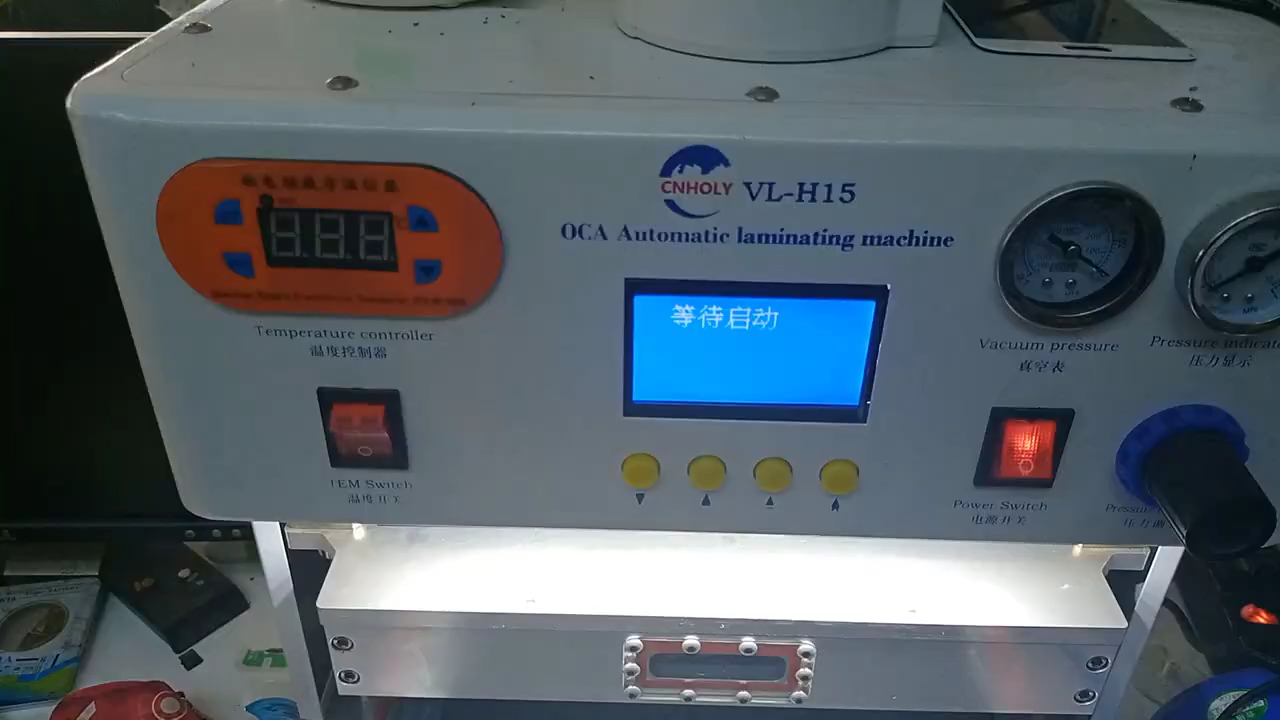 CNHOLY VL-H15
OCA Automatic laminating machine
等待启动
Temperature controller
温度控制器
TEM Switch
温度开关
Vacuum pressure
真空表
Pressure
压力显示
Power Switch
电源开关
压力